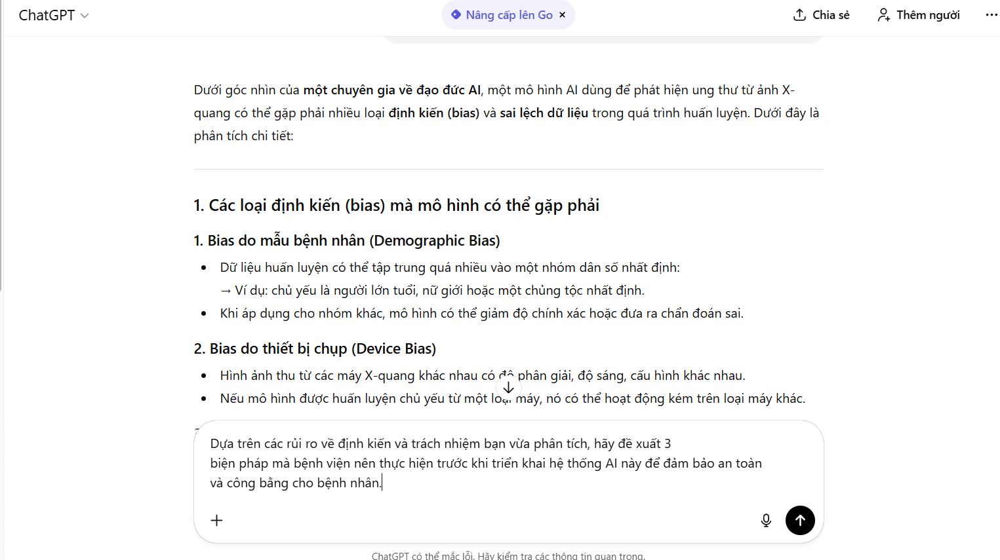 ChatGPT
Nâng cấp lên Go ×
Chia sẻ
Thêm người
Dưới góc nhìn của một chuyên gia về đạo đức AI, một mô hình AI dùng để phát hiện ung thư từ ảnh X-
quang có thể gặp phải nhiều loại định kiến (bias) và sai lệch dữ liệu trong quá trình huấn luyện. Dưới đây là
phân tích chi tiết:
1. Các loại định kiến (bias) mà mô hình có thể gặp phải
1. Bias do mẫu bệnh nhân (Demographic Bias)
• Dữ liệu huấn luyện có thể tập trung quá nhiều vào một nhóm dân số nhất định:
→ Ví dụ: chủ yếu là người lớn tuổi, nữ giới hoặc một chủng tộc nhất định.
• Khi áp dụng cho nhóm khác, mô hình có thể giảm độ chính xác hoặc đưa ra chẩn đoán sai.
2. Bias do thiết bị chụp (Device Bias)
• Hình ảnh thu từ các máy X-quang khác nhau có độ phân giải, độ sáng, cấu hình khác nhau.
• Nếu mô hình được huấn luyện chủ yếu từ một loại máy, nó có thể hoạt động kém trên loại máy khác.
Dựa trên các rủi ro về định kiến và trách nhiệm bạn vừa phân tích, hãy đề xuất 3
biện pháp mà bệnh viện nên thực hiện trước khi triển khai hệ thống AI này để đảm bảo an toàn
và công bằng cho bệnh nhân.
ChatGPT có thể mắc lỗi. Hãy kiểm tra các thông tin quan trọng.